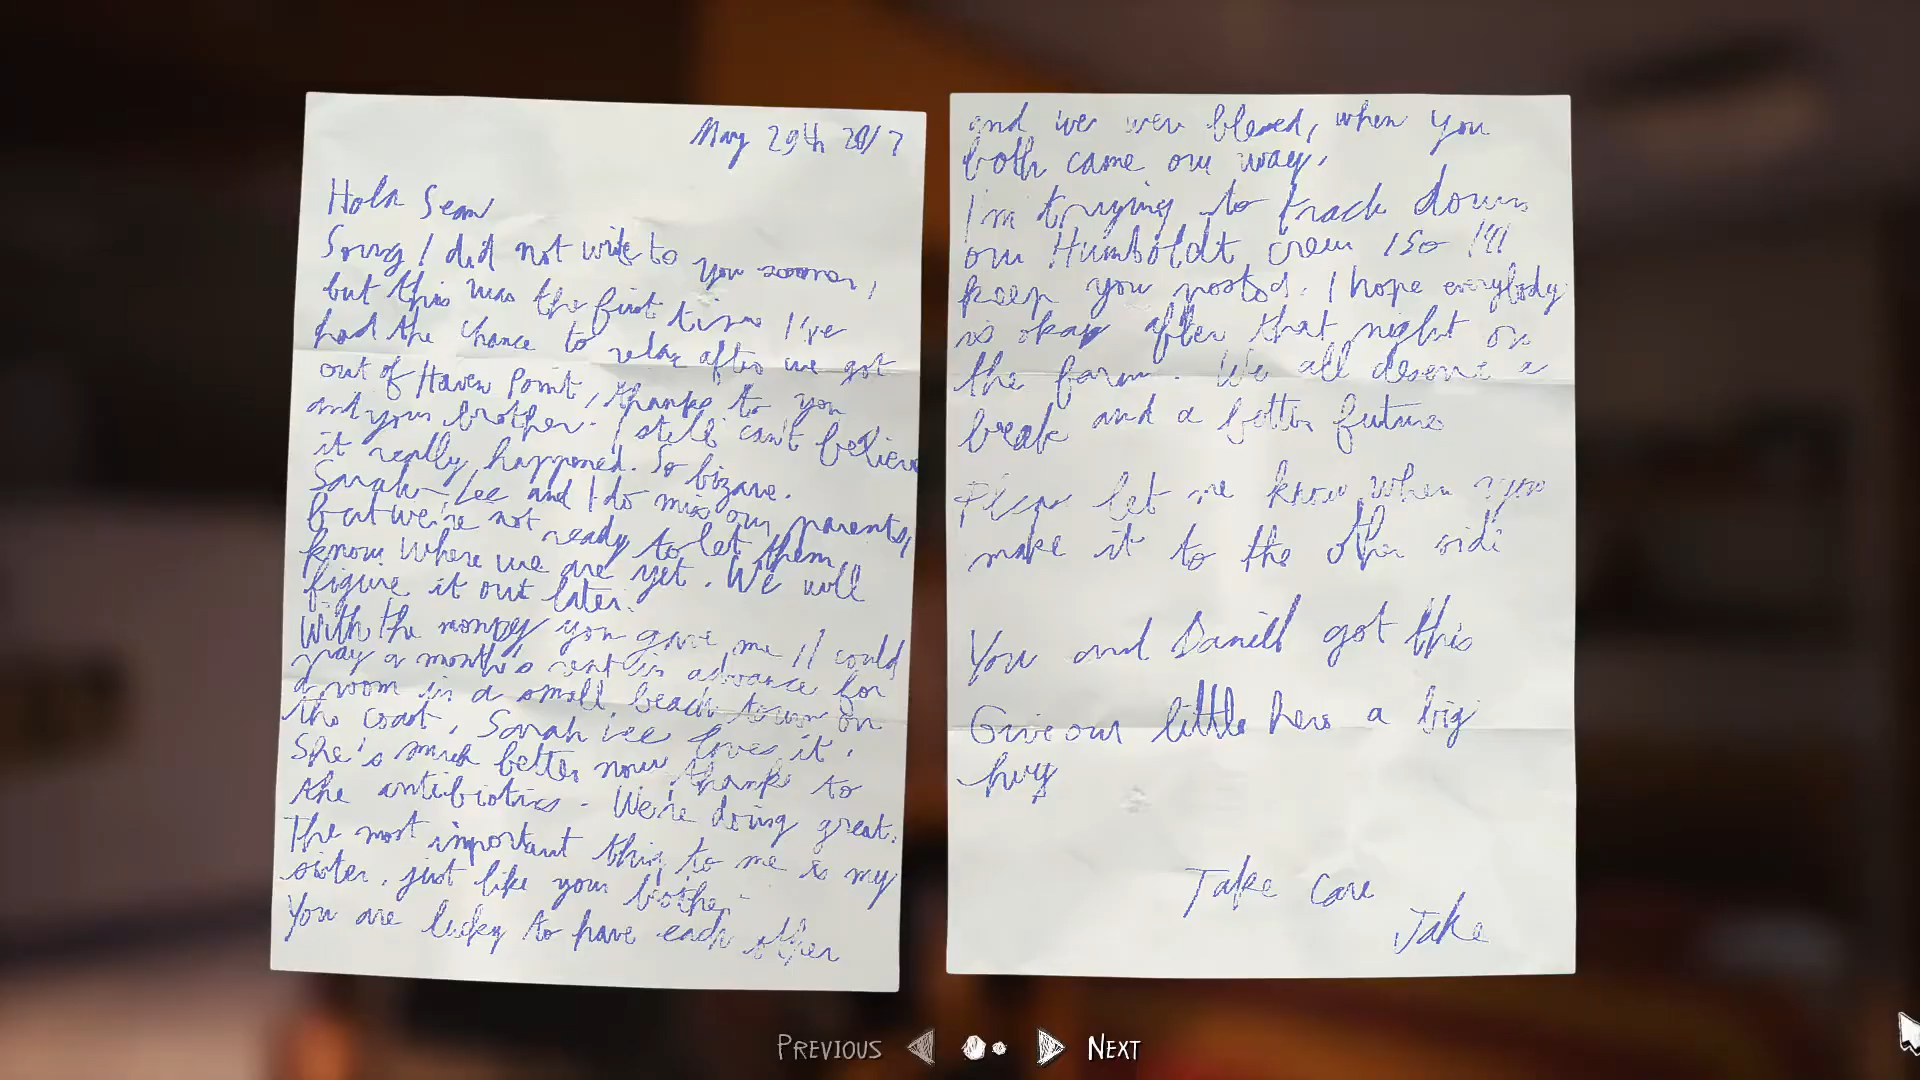 May 29th 2017
Hola Sean
Sorry I did not write to you sooner,
but this was the first time I've
had the chance to relax after we got
out of Haven Point, thanks to you
and your brother. I still can't believe
it really happened. So bizare.
Sarah-Lee and I do miss our parents,
but we're not ready to let them
know where we are yet. We will
figure it out later.
With the money you gave me, I could
pay a month's rent in advance for
a room in a small beach town on
the coast, Sarah Lee loves it.
She's much better now, thank to
the antibiotics. We're doing great.
The most important thing to me is my
sister, just like your brother.
You are lucky to have each other
and we were blessed, when you
both came our way.
I'm trying to track down
our Humboldt crew, so I'll
keep you posted. I hope everybody
is okay after that night on
the farm. We all deserve a
break and a better future
Please let me know when you
make it to the other side
You and Daniel got this
Give our little hero a big
hug
Take Care
Jake
PREVIOUS
NEXT